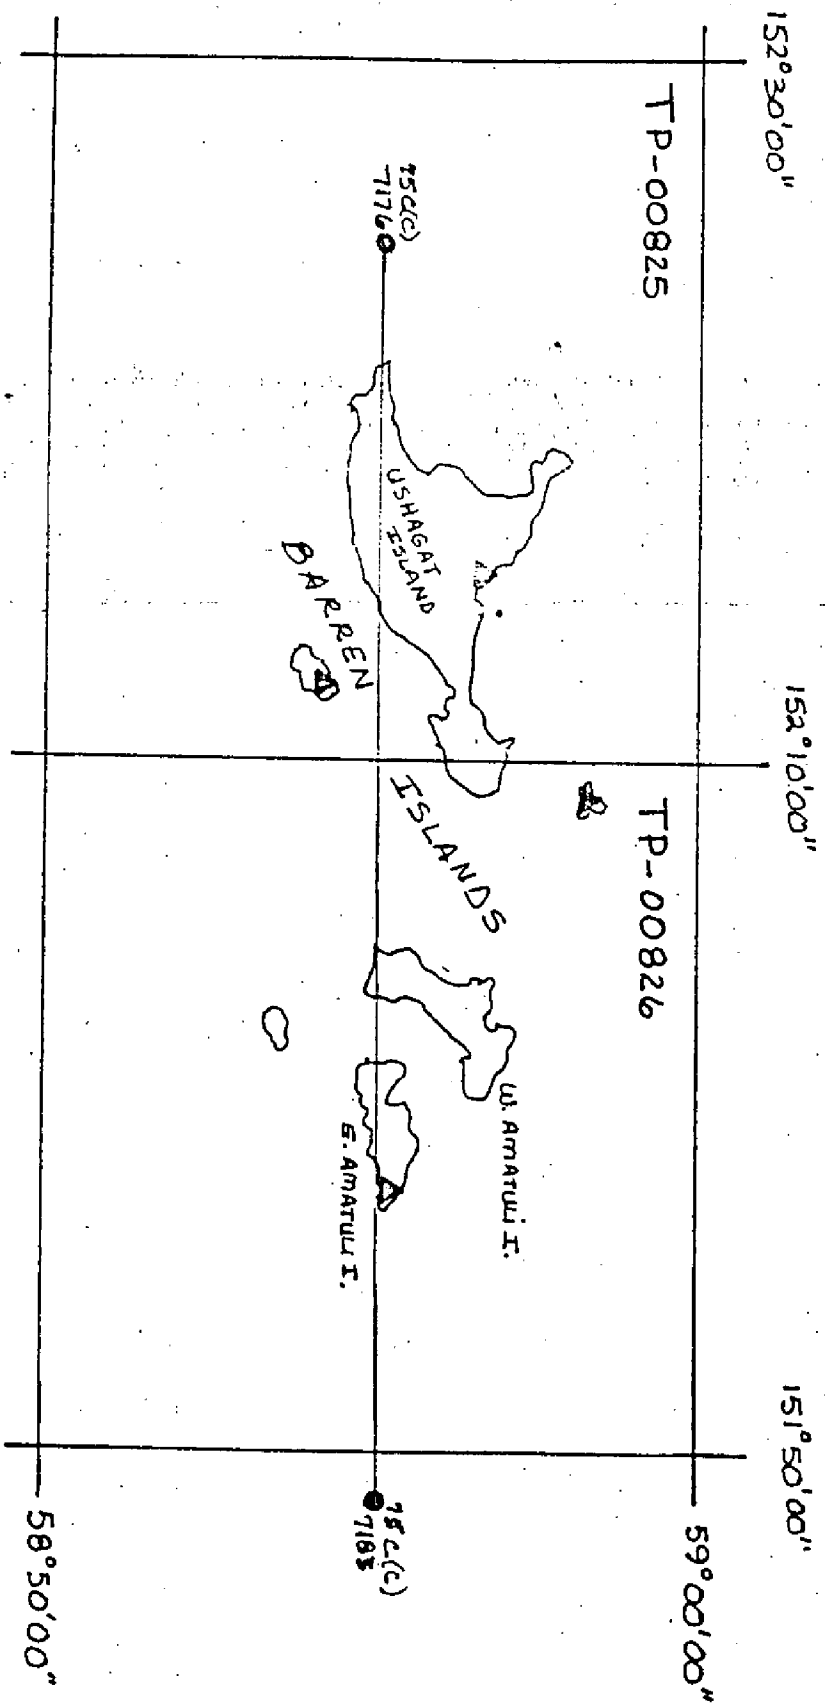 152°30'00"
152°10'00"
151°50'00"
TP-00825
TP-00826
59°00'00"
75C(C)
7176
USHAGAT
ISLAND
BARREN
ISLANDS
W. AMATULI I.
E. AMATULI I.
75C(C)
58°50'00"